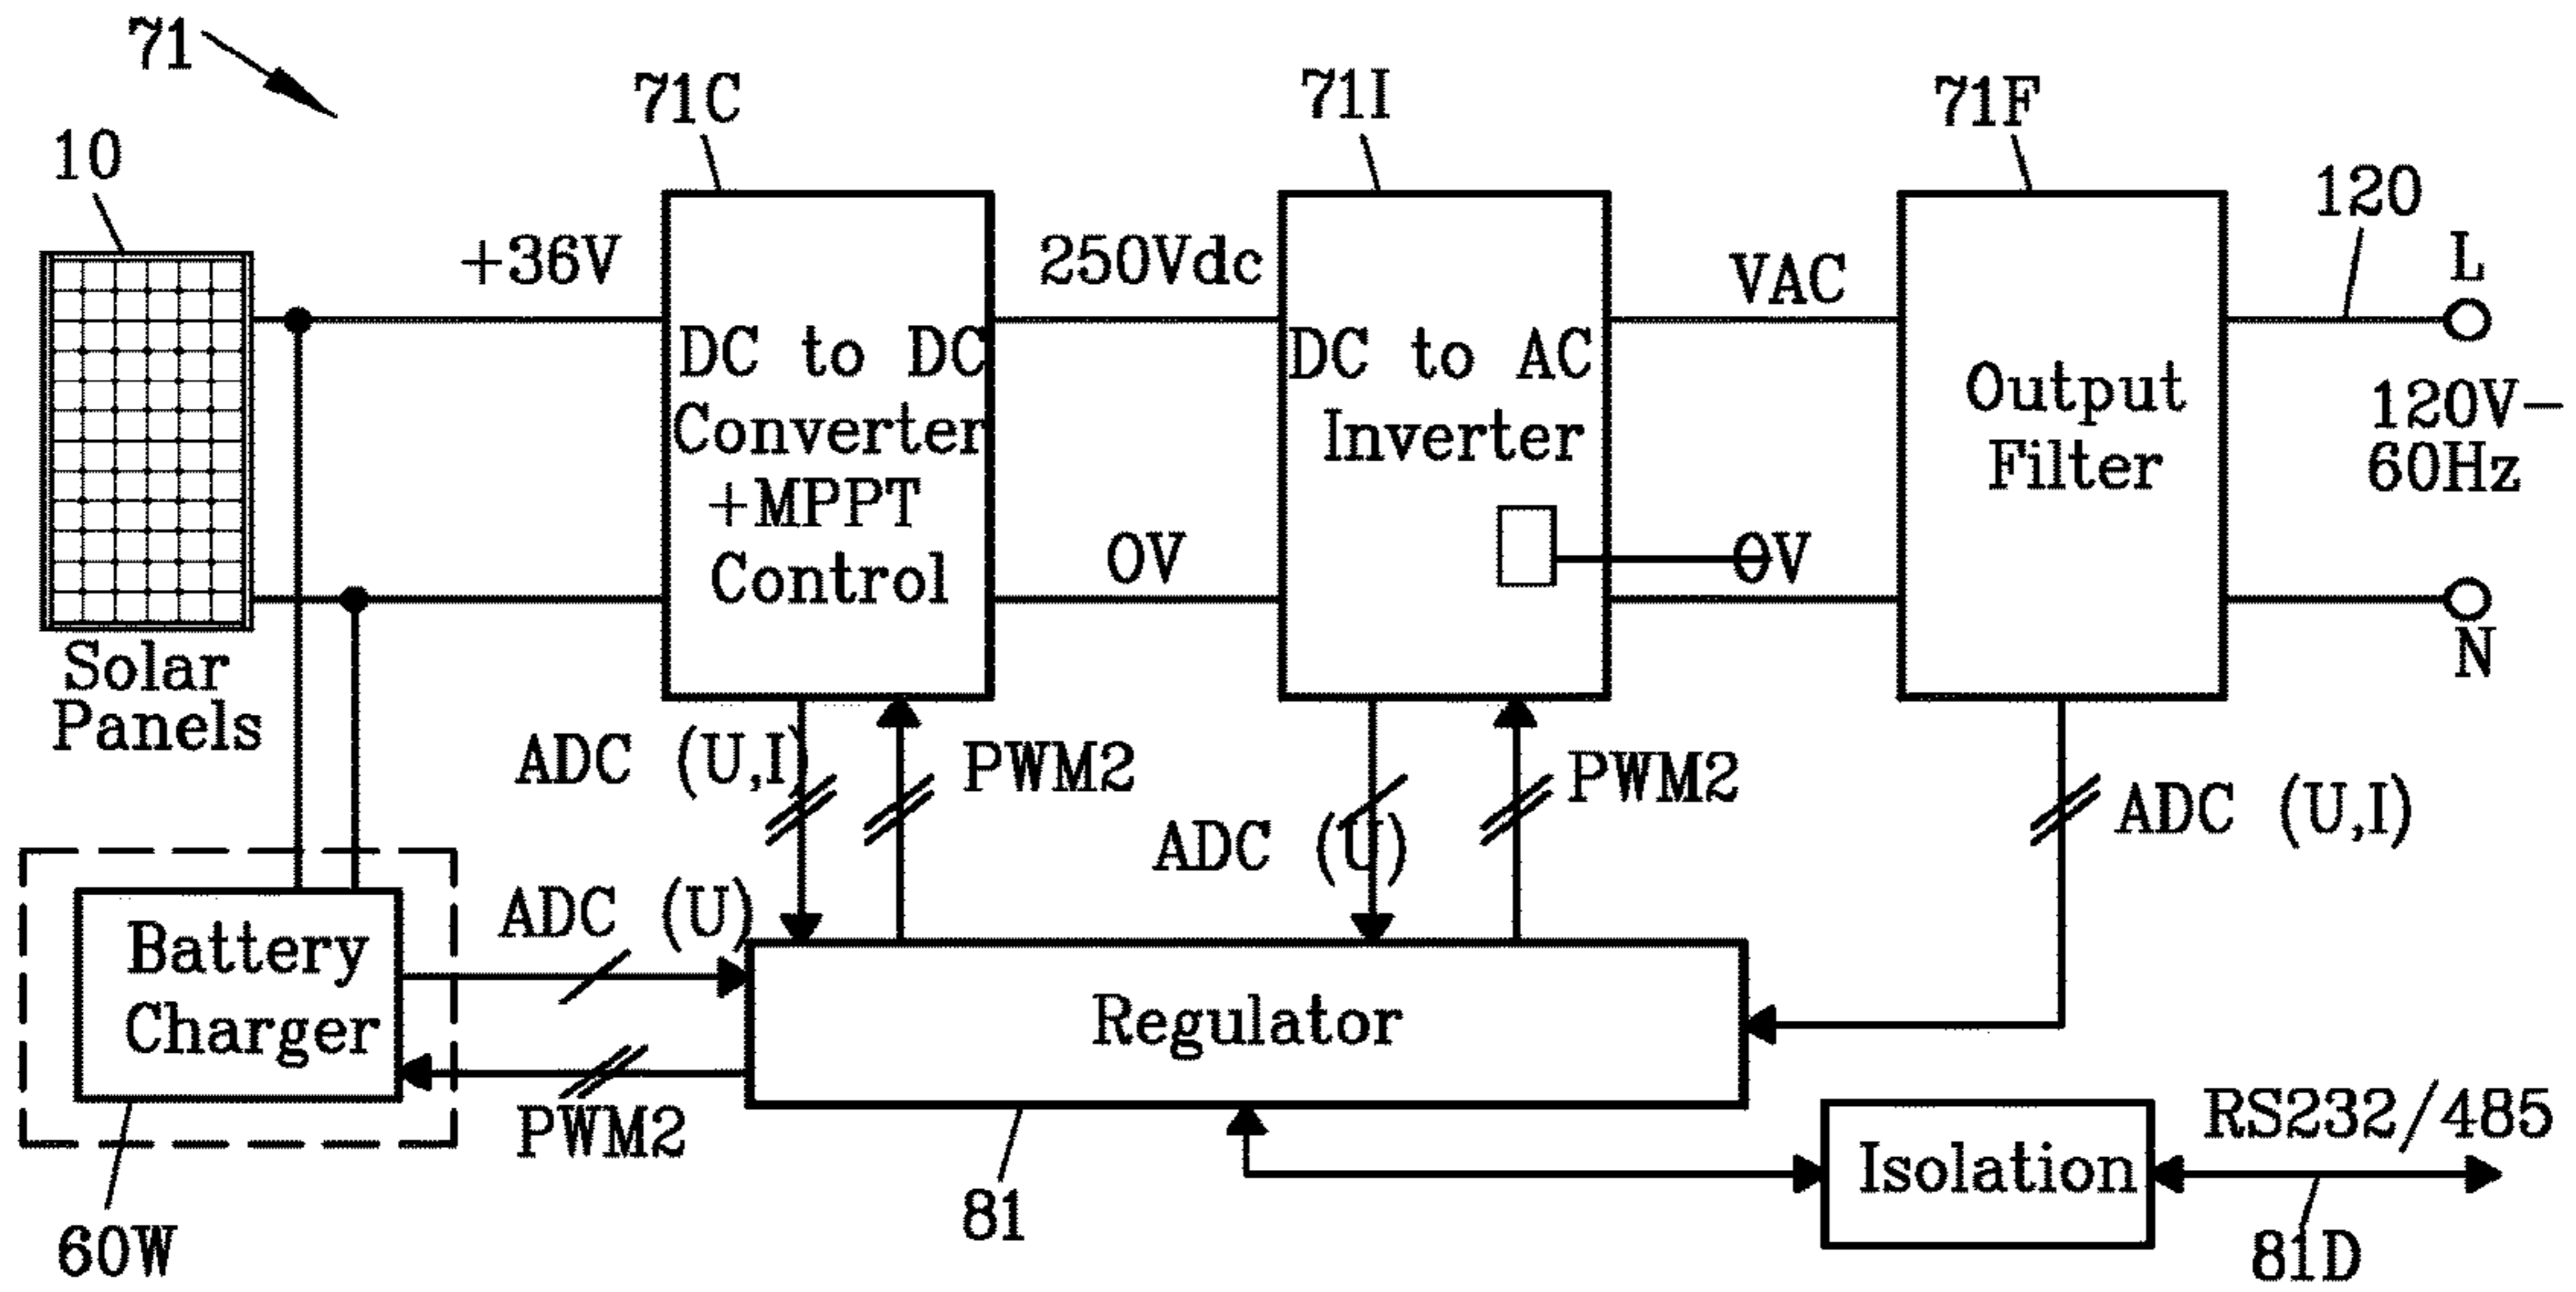 71
71C
71I
71F
10
120
L
+36V
250Vdc
VAC
DC to DC
Converter
+MPPT
Control
DC to AC
Inverter
Output
Filter
120V-
60Hz
0V
0V
N
Solar
Panels
ADC (U,I)
PWM2
ADC (U)
PWM2
ADC (U,I)
Battery
Charger
ADC (U)
PWM2
Regulator
Isolation
RS232/485
60W
81
81D